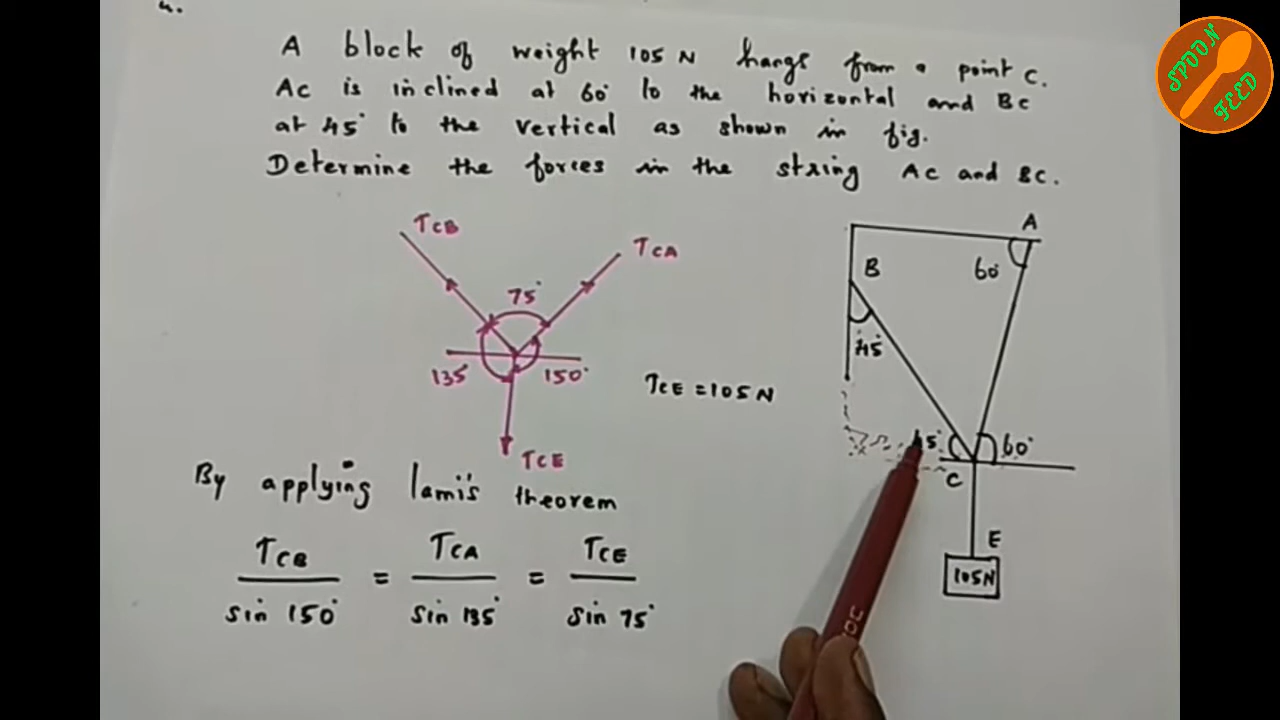 A block of weight 105 N hangs from a point C.
AC is inclined at 60° to the horizontal and BC
at 45° to the vertical as shown in fig.
Determine the forces in the string AC and BC.
TCB
TCA
75°
135°
150°
TCE
TCE = 105 N
A
60°
B
45°
5°
60°
C
E
105N
By applying lami's theorem
TCB / sin 150° = TCA / sin 135° = TCE / sin 75°
SPOON
FEED